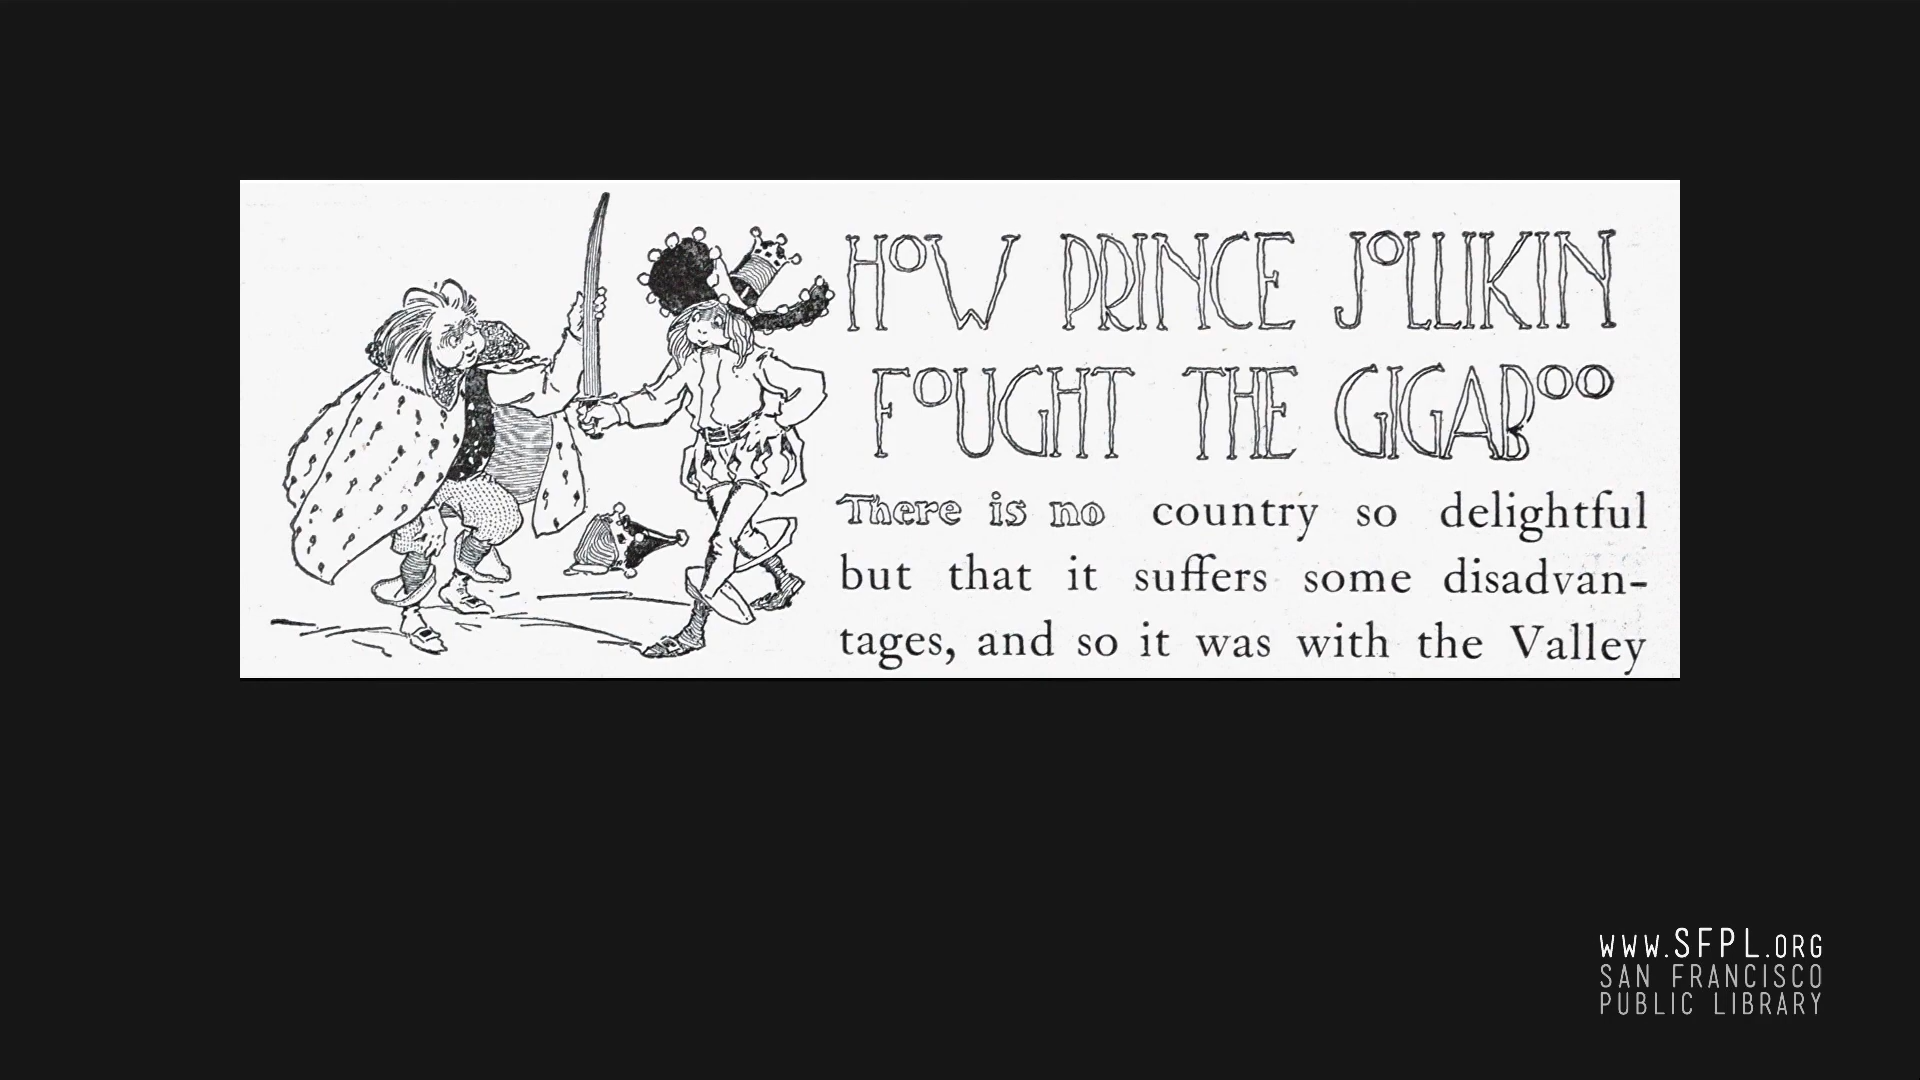 HOW PRINCE JOLLIKIN
FOUGHT THE GIGABOO
There is no country so delightful
but that it suffers some disadvan-
tages, and so it was with the Valley
WWW.SFPL.ORG
SAN FRANCISCO
PUBLIC LIBRARY